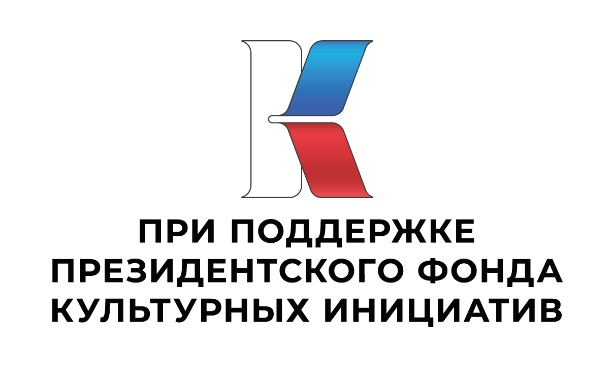 ПРИ ПОДДЕРЖКЕ
ПРЕЗИДЕНТСКОГО ФОНДА
КУЛЬТУРНЫХ ИНИЦИАТИВ